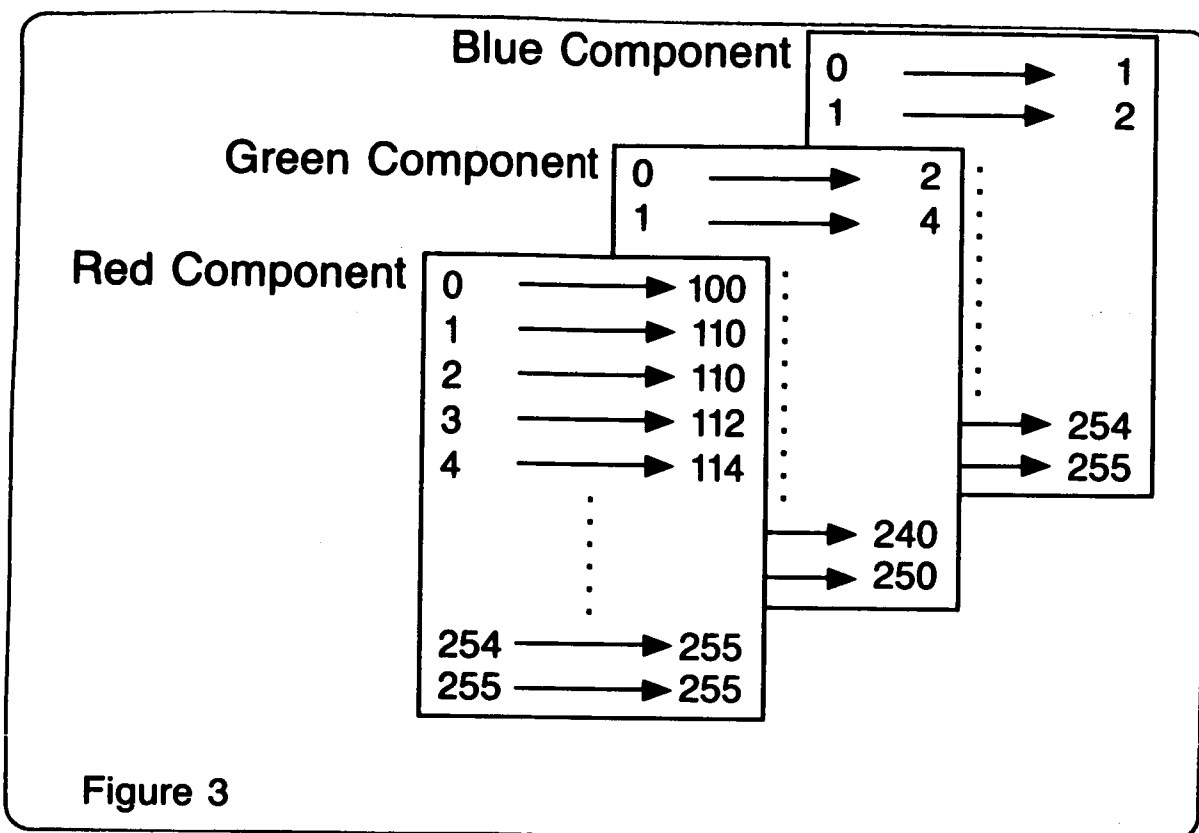 Blue Component
0 → 1
1 → 2
254
255
Green Component
0 → 2
1 → 4
240
250
Red Component
0 → 100
1 → 110
2 → 110
3 → 112
4 → 114
254 → 255
255 → 255
Figure 3